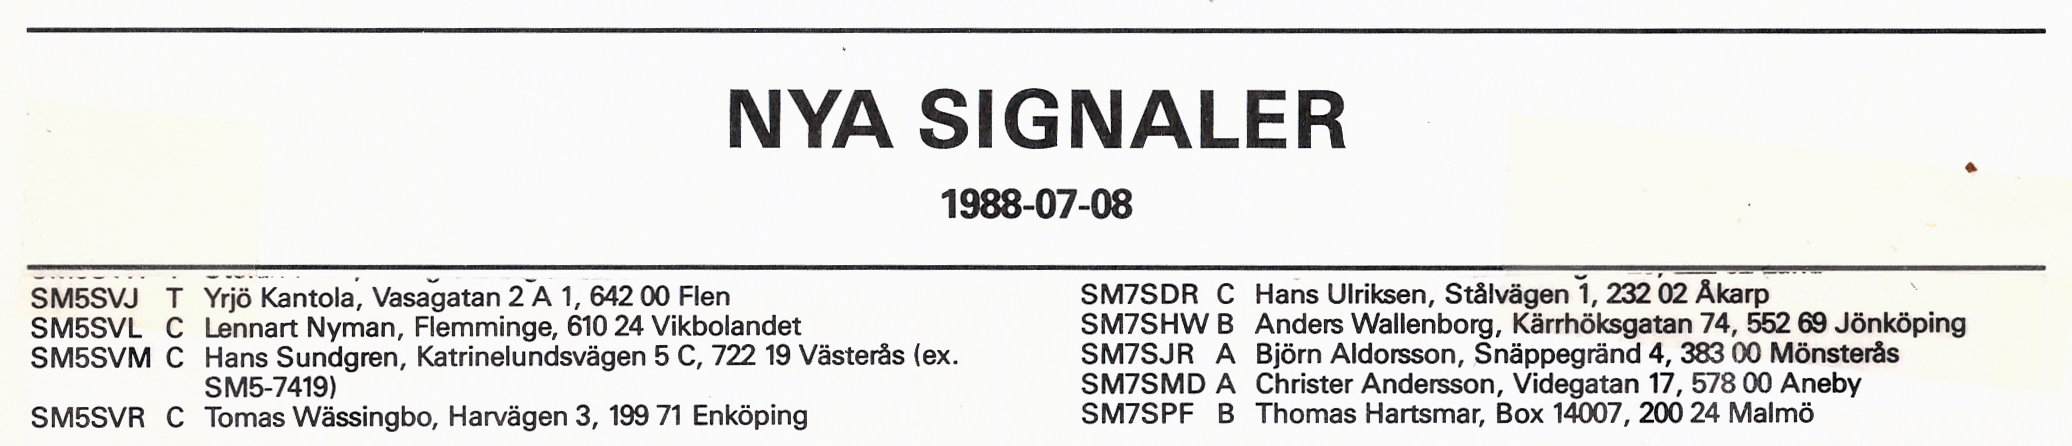 NYA SIGNALER
1988-07-08
SM5SVJ T Yrjö Kantola, Vasagatan 2 A 1, 642 00 Flen
SM5SVL C Lennart Nyman, Flemminge, 610 24 Vikbolandet
SM5SVM C Hans Sundgren, Katrinelundsvägen 5 C, 722 19 Västerås (ex.
SM5-7419)
SM5SVR C Tomas Wässingbo, Harvägen 3, 199 71 Enköping
SM7SDR C Hans Ulriksen, Stålvägen 1, 232 02 Åkarp
SM7SHW B Anders Wallenborg, Kärrhöksgatan 74, 552 69 Jönköping
SM7SJR A Björn Aldorsson, Snäppegränd 4, 383 00 Mönsterås
SM7SMD A Christer Andersson, Videgatan 17, 578 00 Aneby
SM7SPF B Thomas Hartsmar, Box 14007, 200 24 Malmö